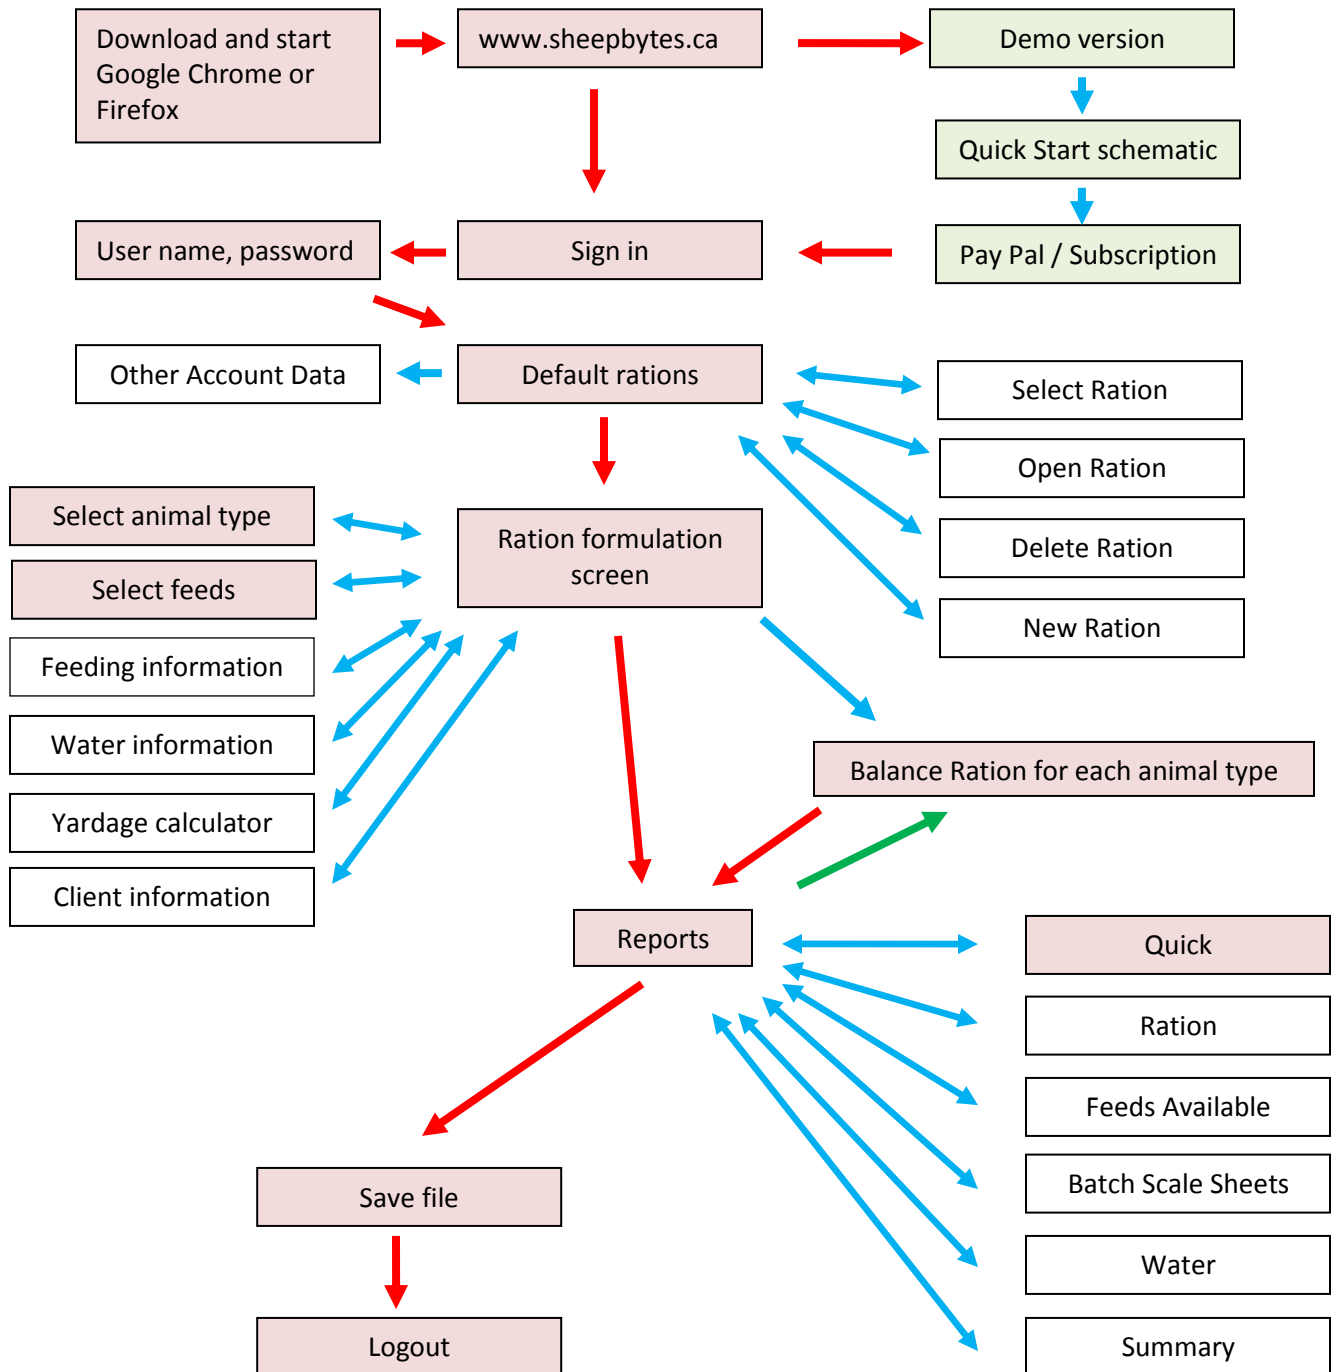 Download and start
Google Chrome or
Firefox
www.sheepbytes.ca
Demo version
Quick Start schematic
User name, password
Sign in
Pay Pal / Subscription
Other Account Data
Default rations
Select Ration
Open Ration
Delete Ration
New Ration
Select animal type
Select feeds
Feeding information
Water information
Yardage calculator
Client information
Ration formulation
screen
Balance Ration for each animal type
Reports
Quick
Ration
Feeds Available
Batch Scale Sheets
Water
Summary
Save file
Logout